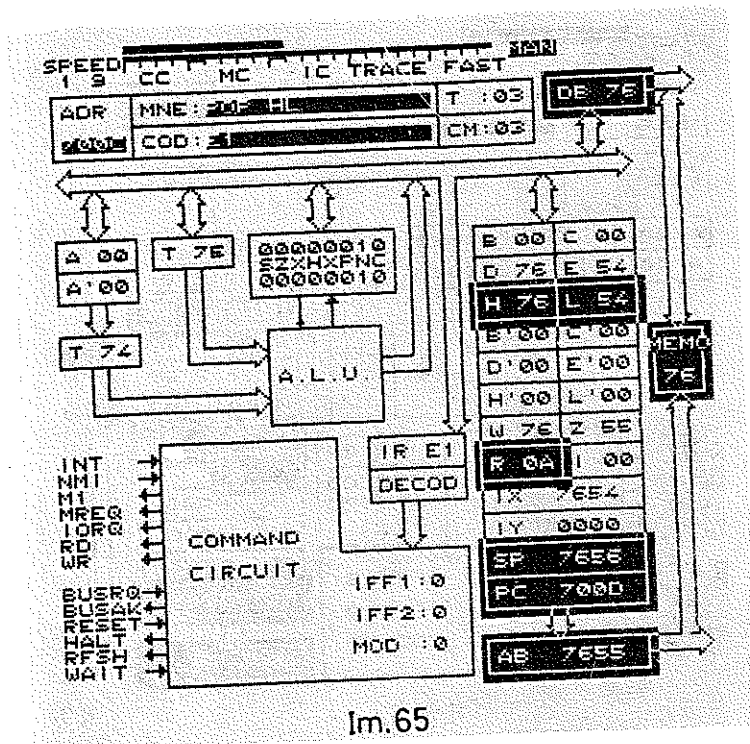 SPEED
1 9 CC MC IC TRACE FAST
ADR MNE: T :03
COD: CM:03
DB 76
A 00
A'00
T 76
00000010
SZXHXPNC
00000010
T 74
A.L.U.
B 00 C 00
D 76 E 54
H 76 L 54
B'00 C'00
D'00 E'00
H'00 L'00
W 76 Z 55
R 0A I 00
IX 7654
IY 0000
SP 7656
PC 700D
AB 7655
MEMO
76
IR E1
DECOD
INT
NMI
M1
MREQ
IORQ
RD
WR
BUSRQ
BUSAK
RESET
HALT
RFSH
WAIT
COMMAND
CIRCUIT
IFF1:0
IFF2:0
MOD :0
Im.65